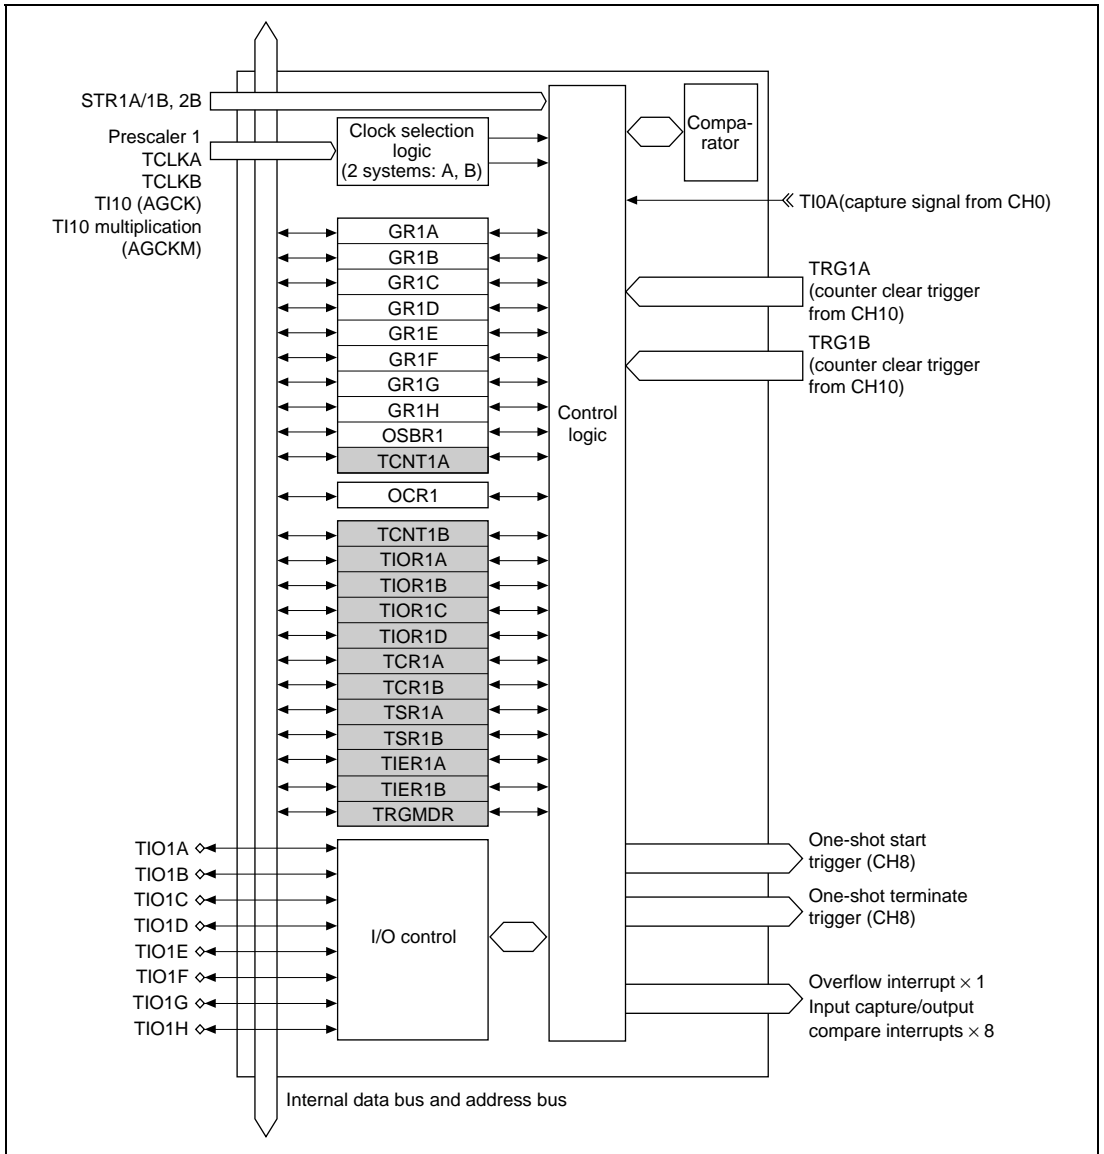 STR1A/1B, 2B
Prescaler 1
TCLKA
TCLKB
TI10 (AGCK)
TI10 multiplication
(AGCKM)
Clock selection
logic
(2 systems: A, B)
Compa-
rator
TI0A(capture signal from CH0)
TRG1A
(counter clear trigger
from CH10)
TRG1B
(counter clear trigger
from CH10)
GR1A
GR1B
GR1C
GR1D
GR1E
GR1F
GR1G
GR1H
OSBR1
TCNT1A
OCR1
TCNT1B
TIOR1A
TIOR1B
TIOR1C
TIOR1D
TCR1A
TCR1B
TSR1A
TSR1B
TIER1A
TIER1B
TRGMDR
Control
logic
TIO1A
TIO1B
TIO1C
TIO1D
TIO1E
TIO1F
TIO1G
TIO1H
I/O control
One-shot start
trigger (CH8)
One-shot terminate
trigger (CH8)
Overflow interrupt × 1
Input capture/output
compare interrupts × 8
Internal data bus and address bus